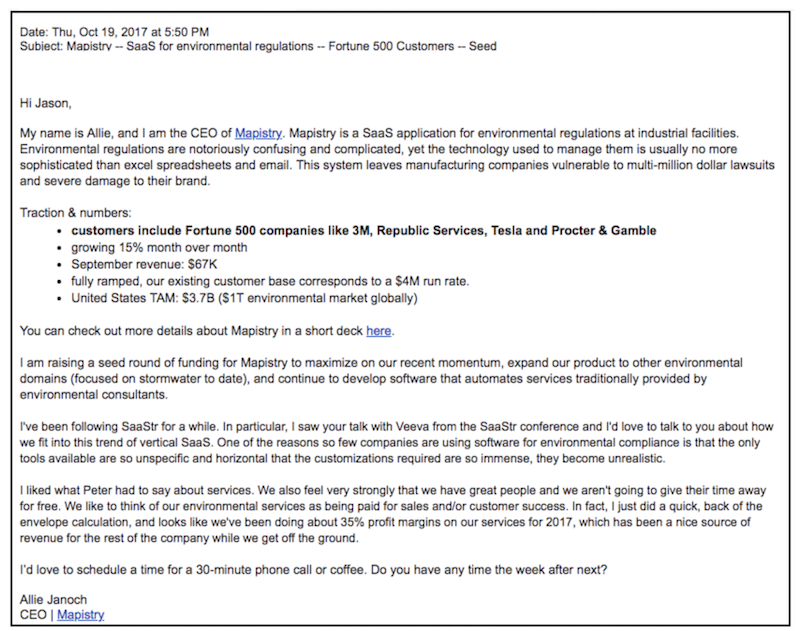 Date: Thu, Oct 19, 2017 at 5:50 PM
Subject: Mapistry -- SaaS for environmental regulations -- Fortune 500 Customers -- Seed
Hi Jason,
My name is Allie, and I am the CEO of Mapistry. Mapistry is a SaaS application for environmental regulations at industrial facilities.
Environmental regulations are notoriously confusing and complicated, yet the technology used to manage them is usually no more
sophisticated than excel spreadsheets and email. This system leaves manufacturing companies vulnerable to multi-million dollar lawsuits
and severe damage to their brand.
Traction & numbers:
• customers include Fortune 500 companies like 3M, Republic Services, Tesla and Procter & Gamble
• growing 15% month over month
• September revenue: $67K
• fully ramped, our existing customer base corresponds to a $4M run rate.
• United States TAM: $3.7B ($1T environmental market globally)
You can check out more details about Mapistry in a short deck here.
I am raising a seed round of funding for Mapistry to maximize on our recent momentum, expand our product to other environmental
domains (focused on stormwater to date), and continue to develop software that automates services traditionally provided by
environmental consultants.
I've been following SaaStr for a while. In particular, I saw your talk with Veeva from the SaaStr conference and I'd love to talk to you about how
we fit into this trend of vertical SaaS. One of the reasons so few companies are using software for environmental compliance is that the only
tools available are so unspecific and horizontal that the customizations required are so immense, they become unrealistic.
I liked what Peter had to say about services. We also feel very strongly that we have great people and we aren't going to give their time away
for free. We like to think of our environmental services as being paid for sales and/or customer success. In fact, I just did a quick, back of the
envelope calculation, and looks like we've been doing about 35% profit margins on our services for 2017, which has been a nice source of
revenue for the rest of the company while we get off the ground.
I'd love to schedule a time for a 30-minute phone call or coffee. Do you have any time the week after next?
Allie Janoch
CEO | Mapistry